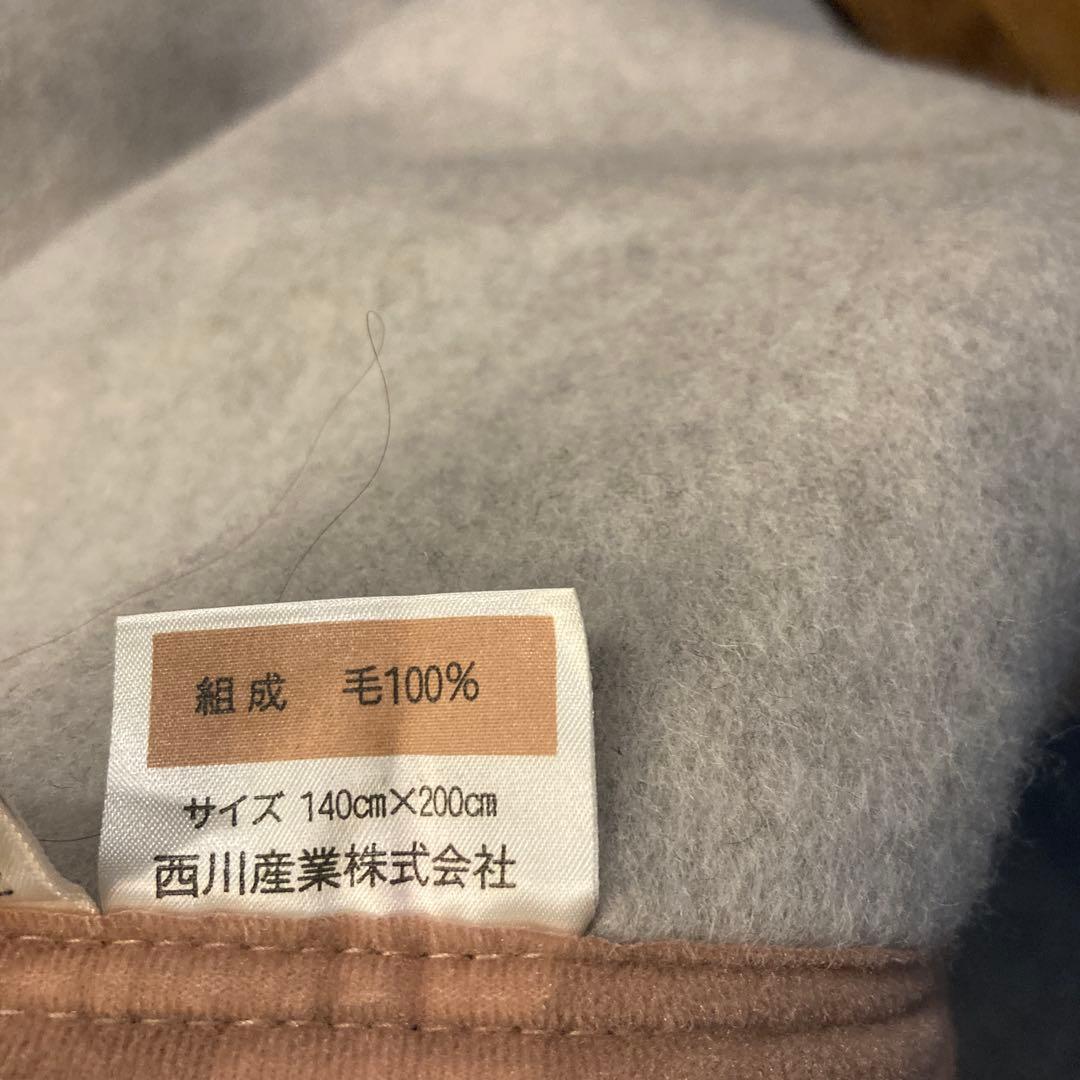 組成 毛100%
サイズ 140cm×200cm
西川産業株式会社